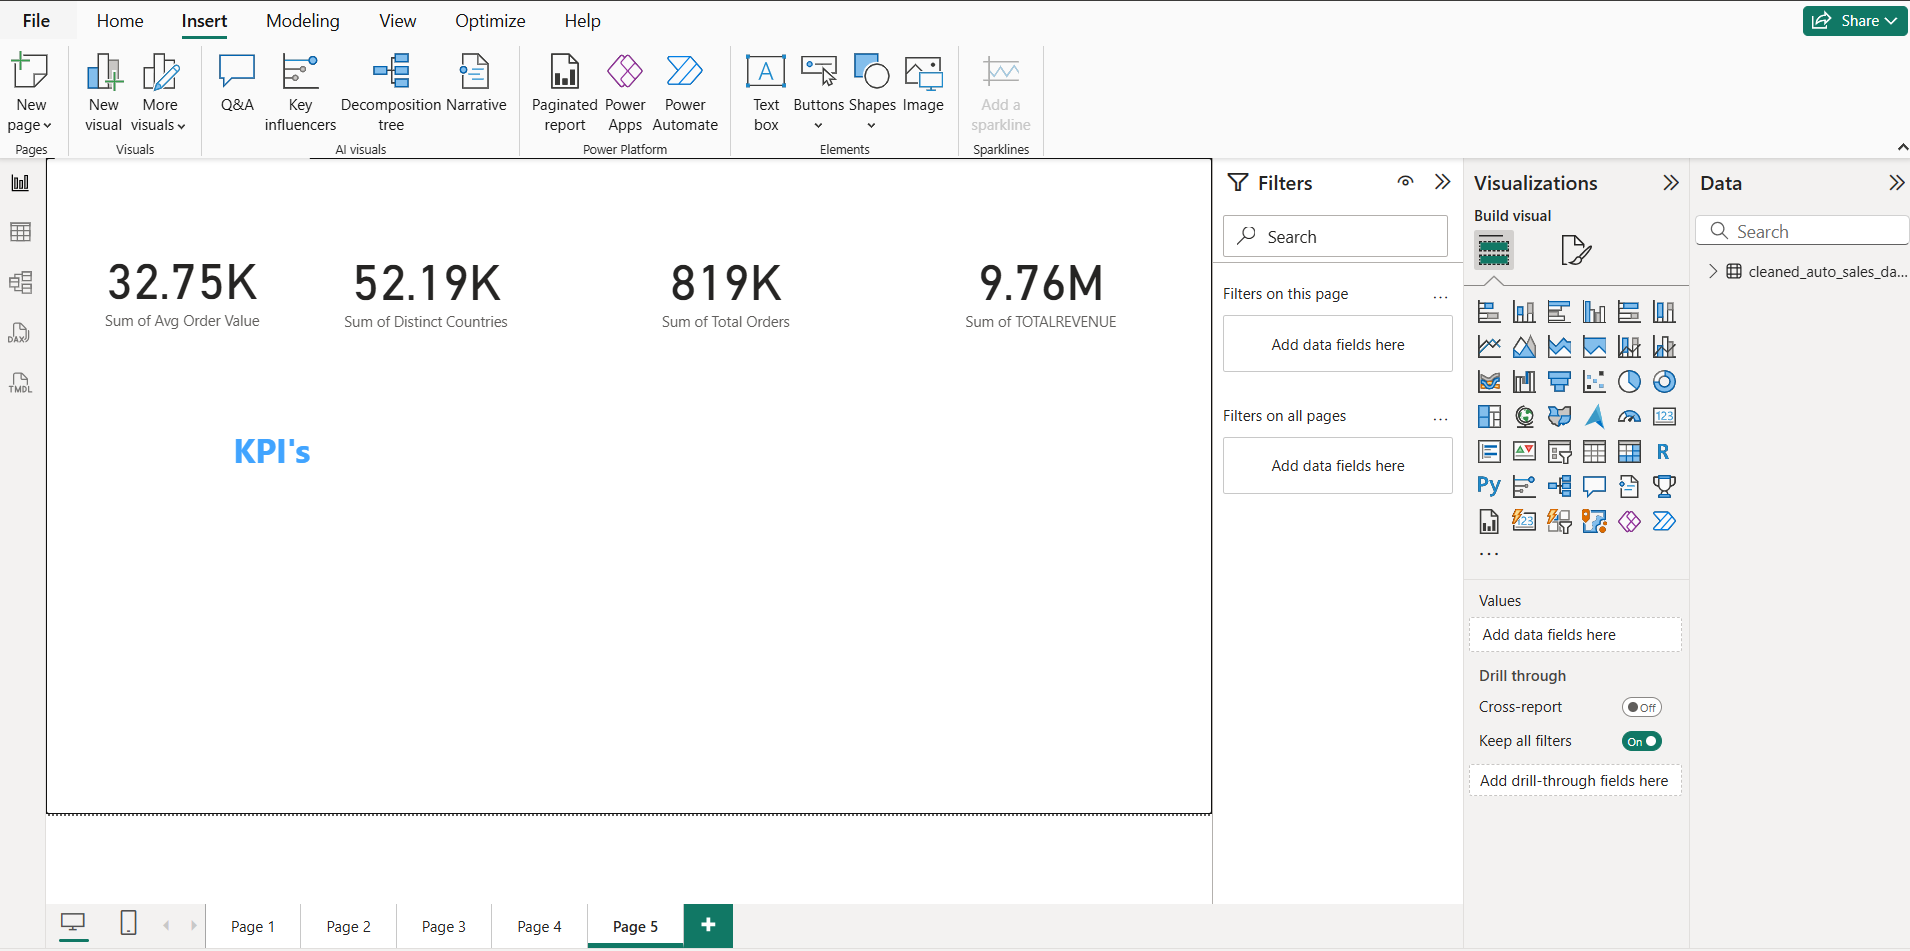 File Home Insert Modeling View Optimize Help Share
New page
New visual
More visuals
Q&A
Key influencers
Decomposition tree
Narrative
Paginated report
Power Apps
Power Automate
Text box
Buttons
Shapes
Image
Add a sparkline
Pages Visuals AI visuals Power Platform Elements Sparklines
DAX
TMDL
32.75K
Sum of Avg Order Value
52.19K
Sum of Distinct Countries
819K
Sum of Total Orders
9.76M
Sum of TOTALREVENUE
KPI's
Filters
Search
Filters on this page ...
Add data fields here
Filters on all pages ...
Add data fields here
Visualizations
Build visual
123
R
Py
123
...
Values
Add data fields here
Drill through
Cross-report Off
Keep all filters On
Add drill-through fields here
Data
Search
cleaned_auto_sales_da...
Page 1 Page 2 Page 3 Page 4 Page 5 +